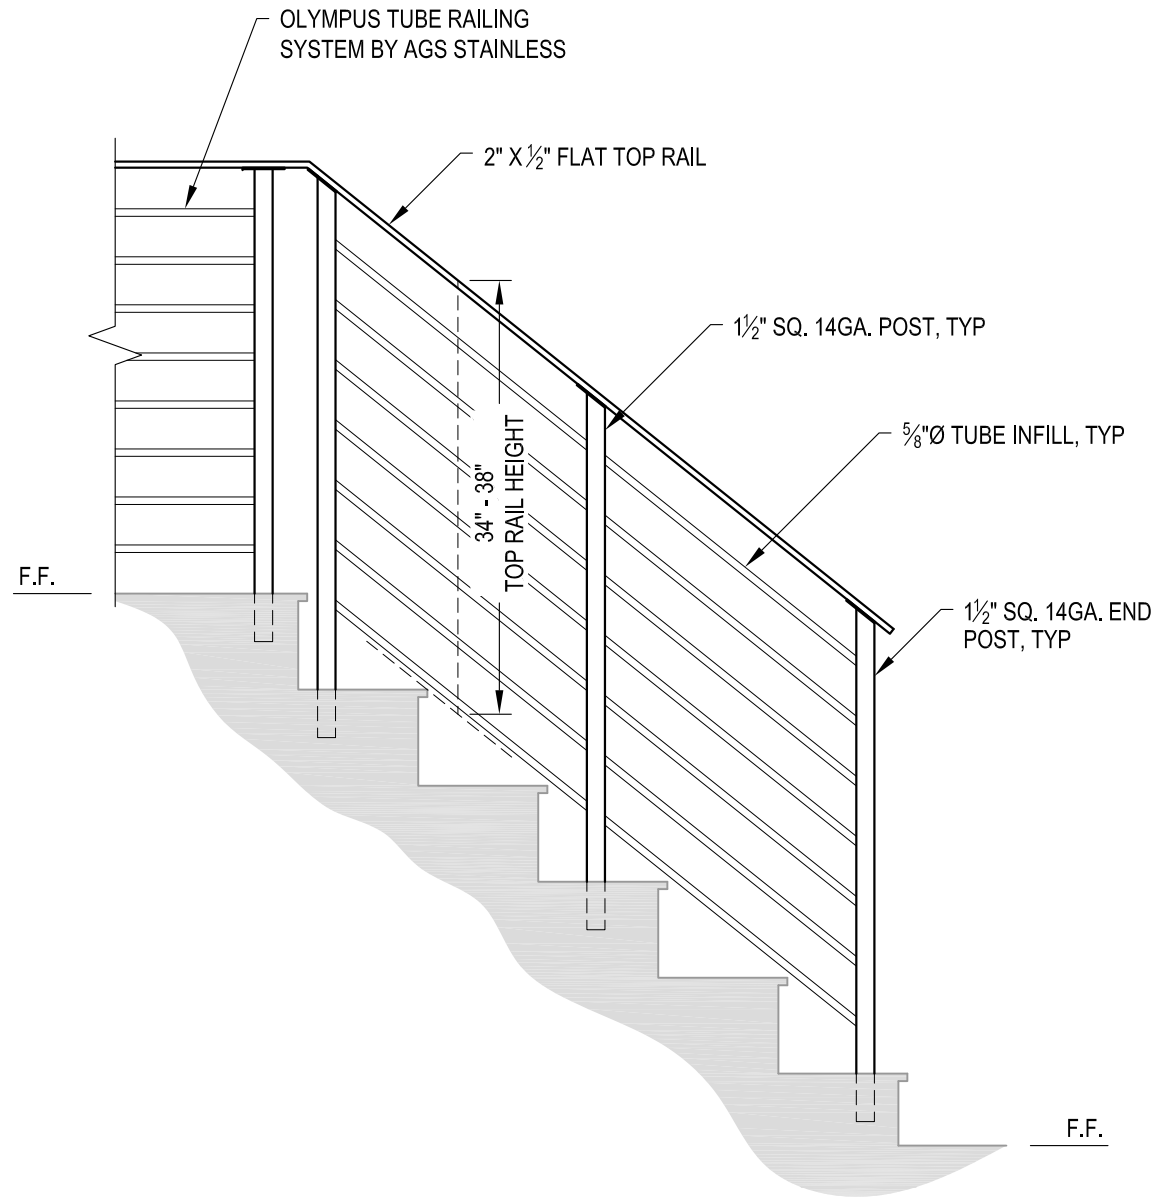 OLYMPUS TUBE RAILING
SYSTEM BY AGS STAINLESS
2" X ½" FLAT TOP RAIL
1½" SQ. 14GA. POST, TYP
⅝"Ø TUBE INFILL, TYP
34" - 38"
TOP RAIL HEIGHT
F.F.
1½" SQ. 14GA. END
POST, TYP
F.F.